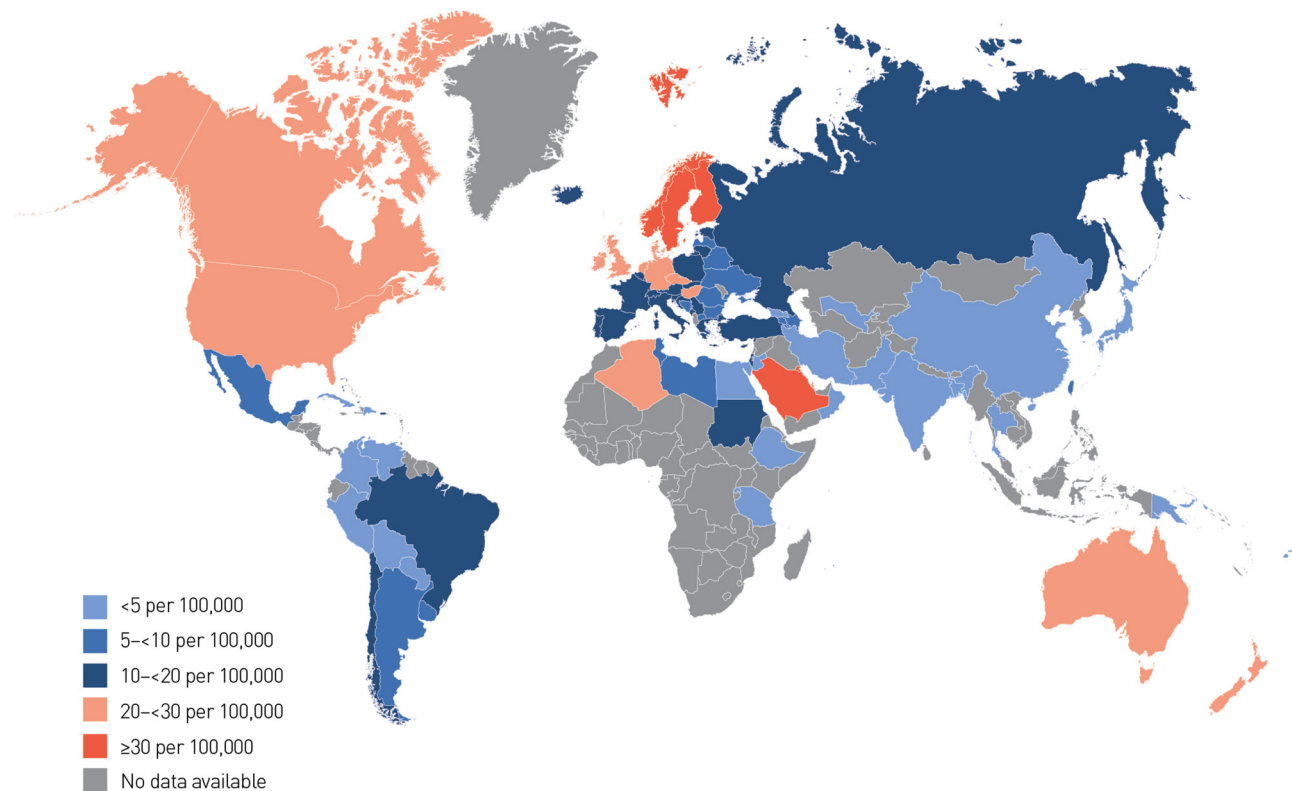 <5 per 100,000
5–<10 per 100,000
10–<20 per 100,000
20–<30 per 100,000
≥30 per 100,000
No data available